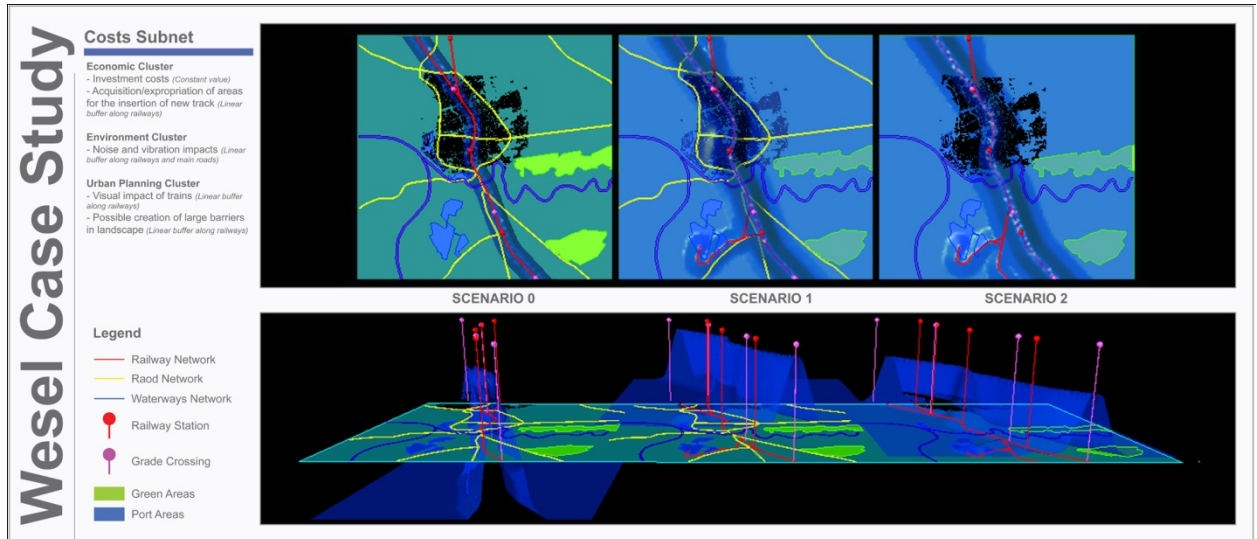 Wesel Case Study
Costs Subnet
Economic Cluster
- Investment costs (Constant value)
- Acquisition/expropriation of areas
for the insertion of new track (Linear
buffer along railways)
Environment Cluster
- Noise and vibration impacts (Linear
buffer along railways and main roads)
Urban Planning Cluster
- Visual impact of trains (Linear buffer
along railways)
- Possible creation of large barriers
in landscape (Linear buffer along railways)
SCENARIO 0
SCENARIO 1
SCENARIO 2
Legend
Railway Network
Raod Network
Waterways Network
Railway Station
Grade Crossing
Green Areas
Port Areas